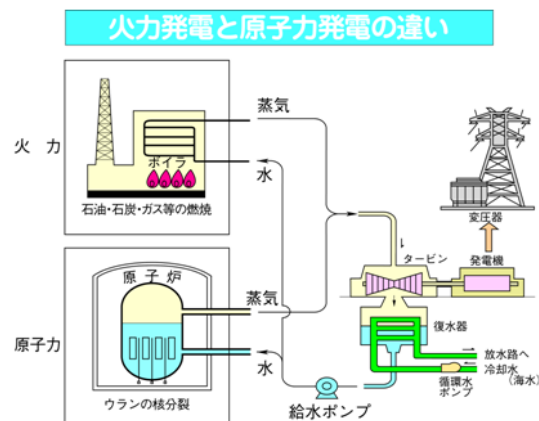 火力発電と原子力発電の違い
蒸気
火 力
ボイラ
水
石油・石炭・ガス等の燃焼
変圧器
タービン
発電機
原 子 炉
蒸気
復水器
原子力
放水路へ
水
冷却水
(海水)
循環水
ポンプ
ウランの核分裂
給水ポンプ